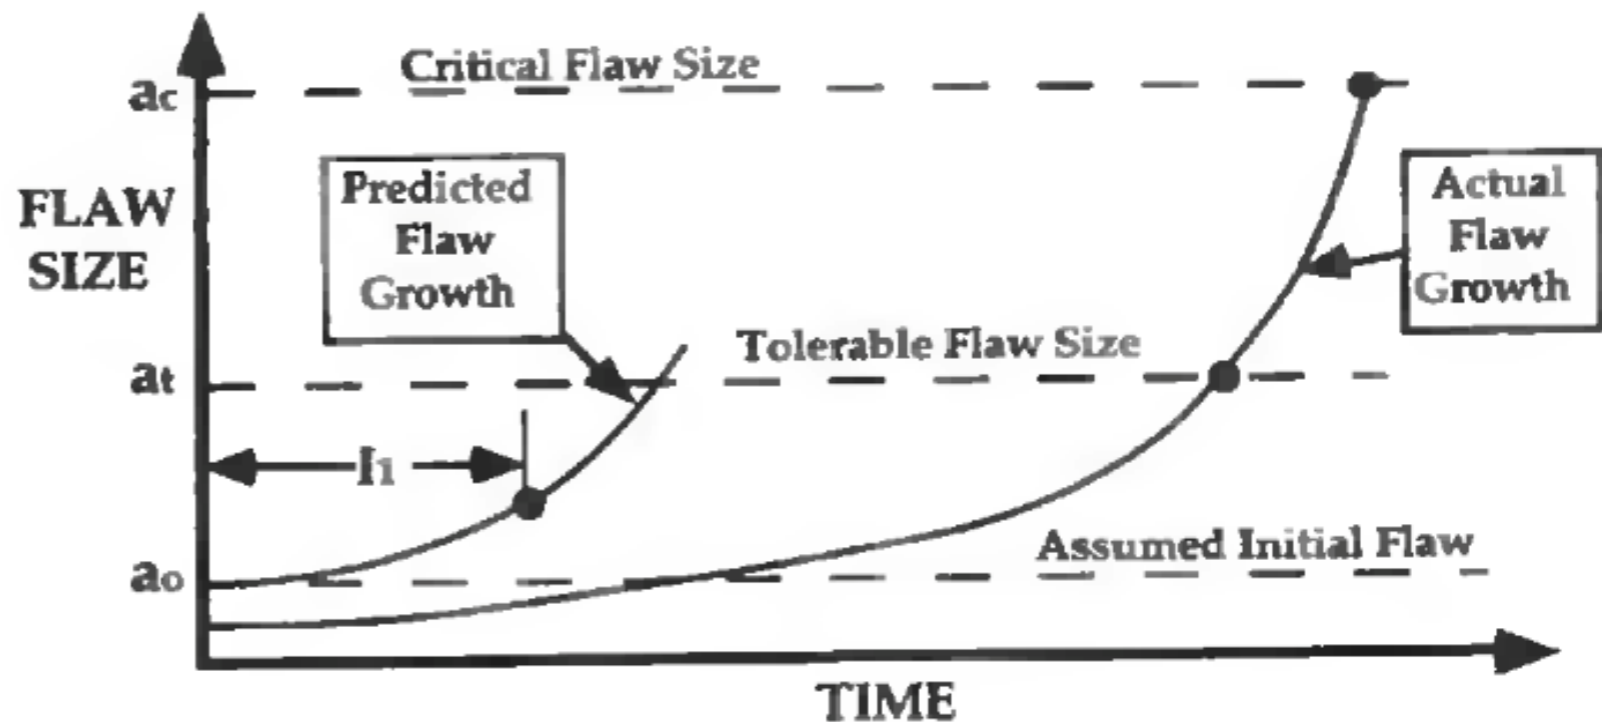 Critical Flaw Size
ac
Predicted
Flaw
Growth
Actual
Flaw
Growth
FLAW
SIZE
Tolerable Flaw Size
at
I1
Assumed Initial Flaw
ao
TIME